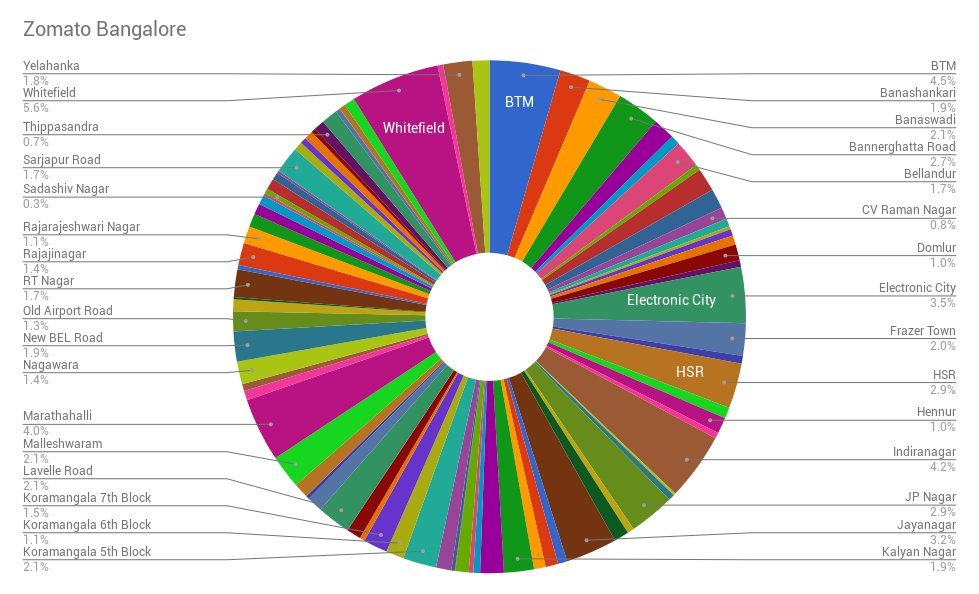 Zomato Bangalore
Yelahanka
1.8%
Whitefield
5.6%
Thippasandra
0.7%
Sarjapur Road
1.7%
Sadashiv Nagar
0.3%
Rajarajeshwari Nagar
1.1%
Rajajinagar
1.4%
RT Nagar
1.7%
Old Airport Road
1.3%
New BEL Road
1.9%
Nagawara
1.4%
Marathahalli
4.0%
Malleshwaram
2.1%
Lavelle Road
2.1%
Koramangala 7th Block
1.5%
Koramangala 6th Block
1.1%
Koramangala 5th Block
2.1%
BTM
Whitefield
Electronic City
HSR
BTM
4.5%
Banashankari
1.9%
Banaswadi
2.1%
Bannerghatta Road
2.7%
Bellandur
1.7%
CV Raman Nagar
0.8%
Domlur
1.0%
Electronic City
3.5%
Frazer Town
2.0%
HSR
2.9%
Hennur
1.0%
Indiranagar
4.2%
JP Nagar
2.9%
Jayanagar
3.2%
Kalyan Nagar
1.9%